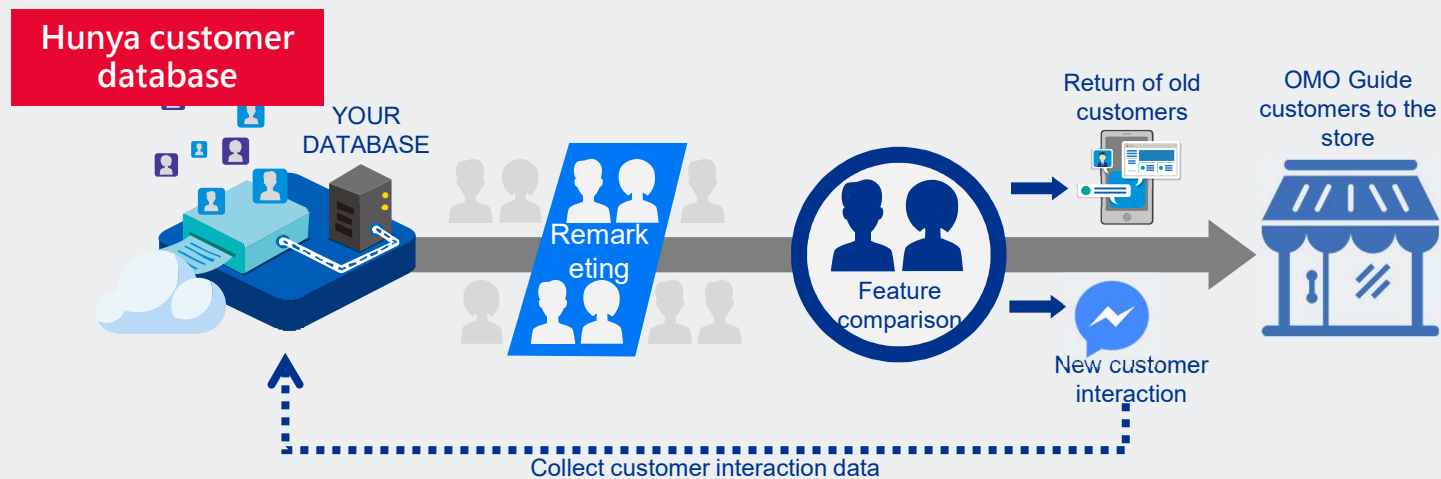 Hunya customer
database
YOUR
DATABASE
Remark
eting
Feature
comparison
Return of old
customers
New customer
interaction
OMO Guide
customers to the
store
Collect customer interaction data